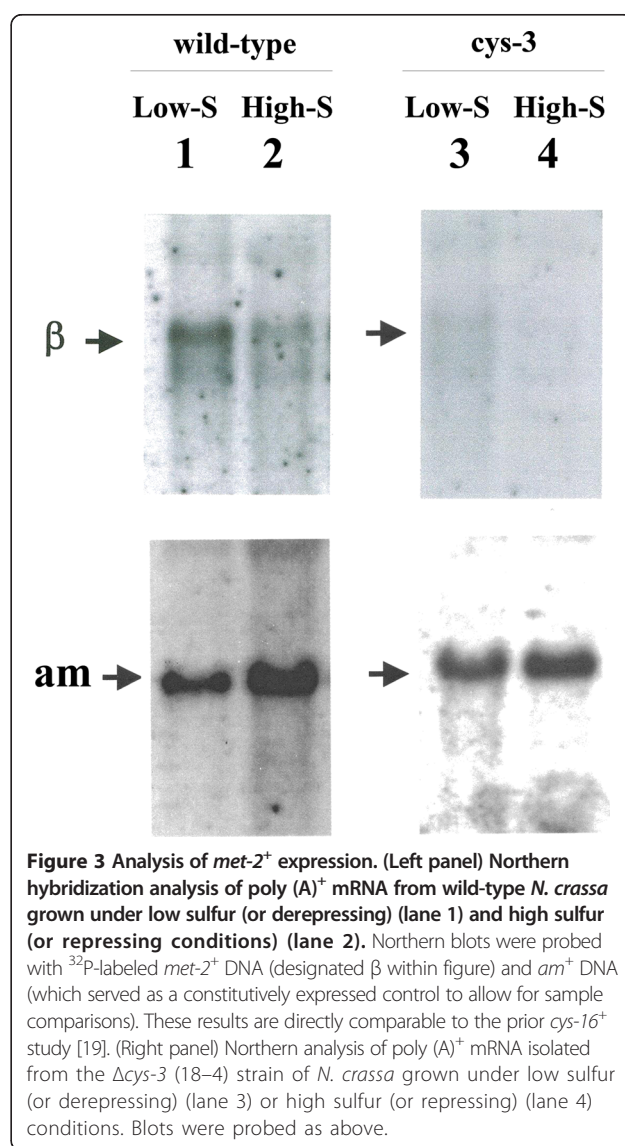 wild-type cys-3
Low-S High-S Low-S High-S
1 2 3 4
β
am
Figure 3 Analysis of met-2⁺ expression. (Left panel) Northern
hybridization analysis of poly (A)⁺ mRNA from wild-type N. crassa
grown under low sulfur (or derepressing) (lane 1) and high sulfur
(or repressing conditions) (lane 2). Northern blots were probed
with ³²P-labeled met-2⁺ DNA (designated β within figure) and am⁺ DNA
(which served as a constitutively expressed control to allow for sample
comparisons). These results are directly comparable to the prior cys-16⁺
study [19]. (Right panel) Northern analysis of poly (A)⁺ mRNA isolated
from the Δcys-3 (18–4) strain of N. crassa grown under low sulfur
(or derepressing) (lane 3) or high sulfur (or repressing) (lane 4)
conditions. Blots were probed as above.